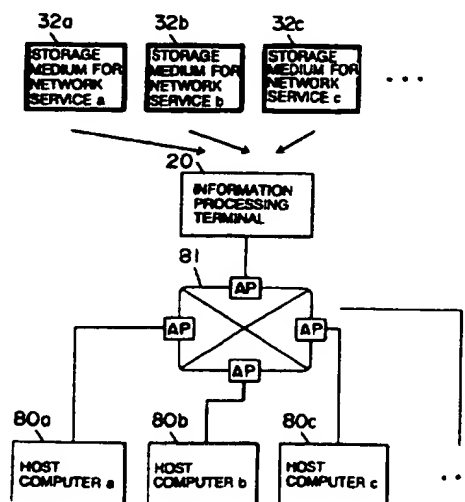 32a 32b 32c
STORAGE MEDIUM FOR NETWORK SERVICE a
STORAGE MEDIUM FOR NETWORK SERVICE b
STORAGE MEDIUM FOR NETWORK SERVICE c
...
20
INFORMATION
PROCESSING
TERMINAL
81
AP
AP AP
AP
80a 80b 80c
HOST
COMPUTER a
HOST
COMPUTER b
HOST
COMPUTER c
..